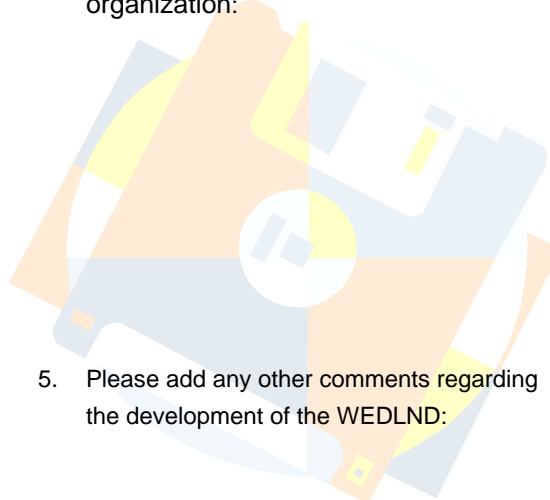 organization:
5. Please add any other comments regarding
the development of the WEDLND: